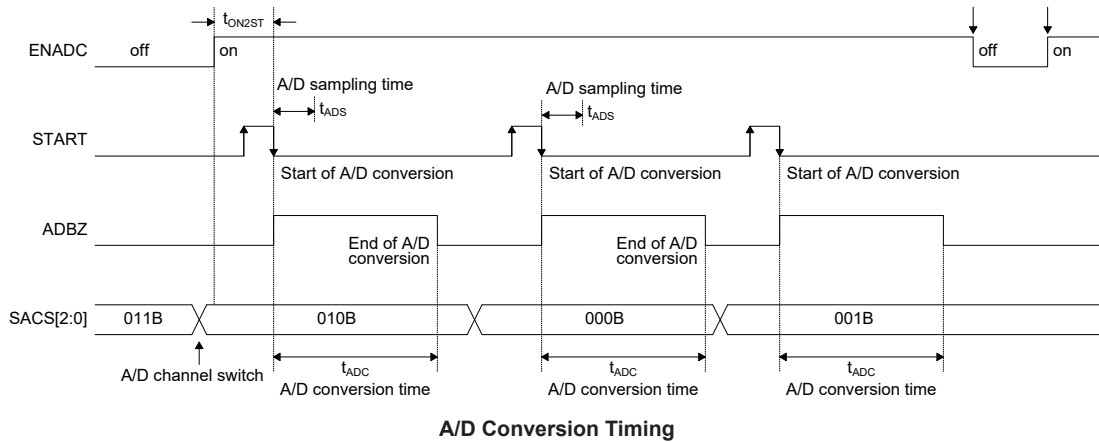 tON2ST
ENADC off on off on
A/D sampling time A/D sampling time
tADS tADS
START
Start of A/D conversion Start of A/D conversion Start of A/D conversion
ADBZ
End of A/D conversion End of A/D conversion
SACS[2:0] 011B 010B 000B 001B
tADC tADC tADC
A/D channel switch A/D conversion time A/D conversion time A/D conversion time
A/D Conversion Timing